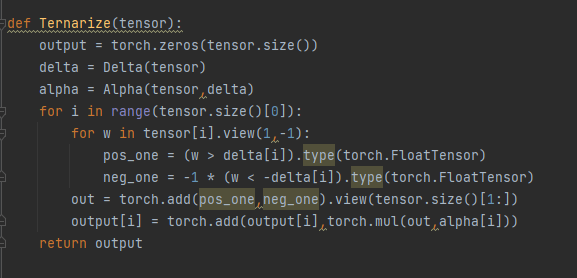 def Ternarize(tensor):
    output = torch.zeros(tensor.size())
    delta = Delta(tensor)
    alpha = Alpha(tensor,delta)
    for i in range(tensor.size()[0]):
        for w in tensor[i].view(1,-1):
            pos_one = (w > delta[i]).type(torch.FloatTensor)
            neg_one = -1 * (w < -delta[i]).type(torch.FloatTensor)
        out = torch.add(pos_one,neg_one).view(tensor.size()[1:])
        output[i] = torch.add(output[i],torch.mul(out,alpha[i]))
    return output